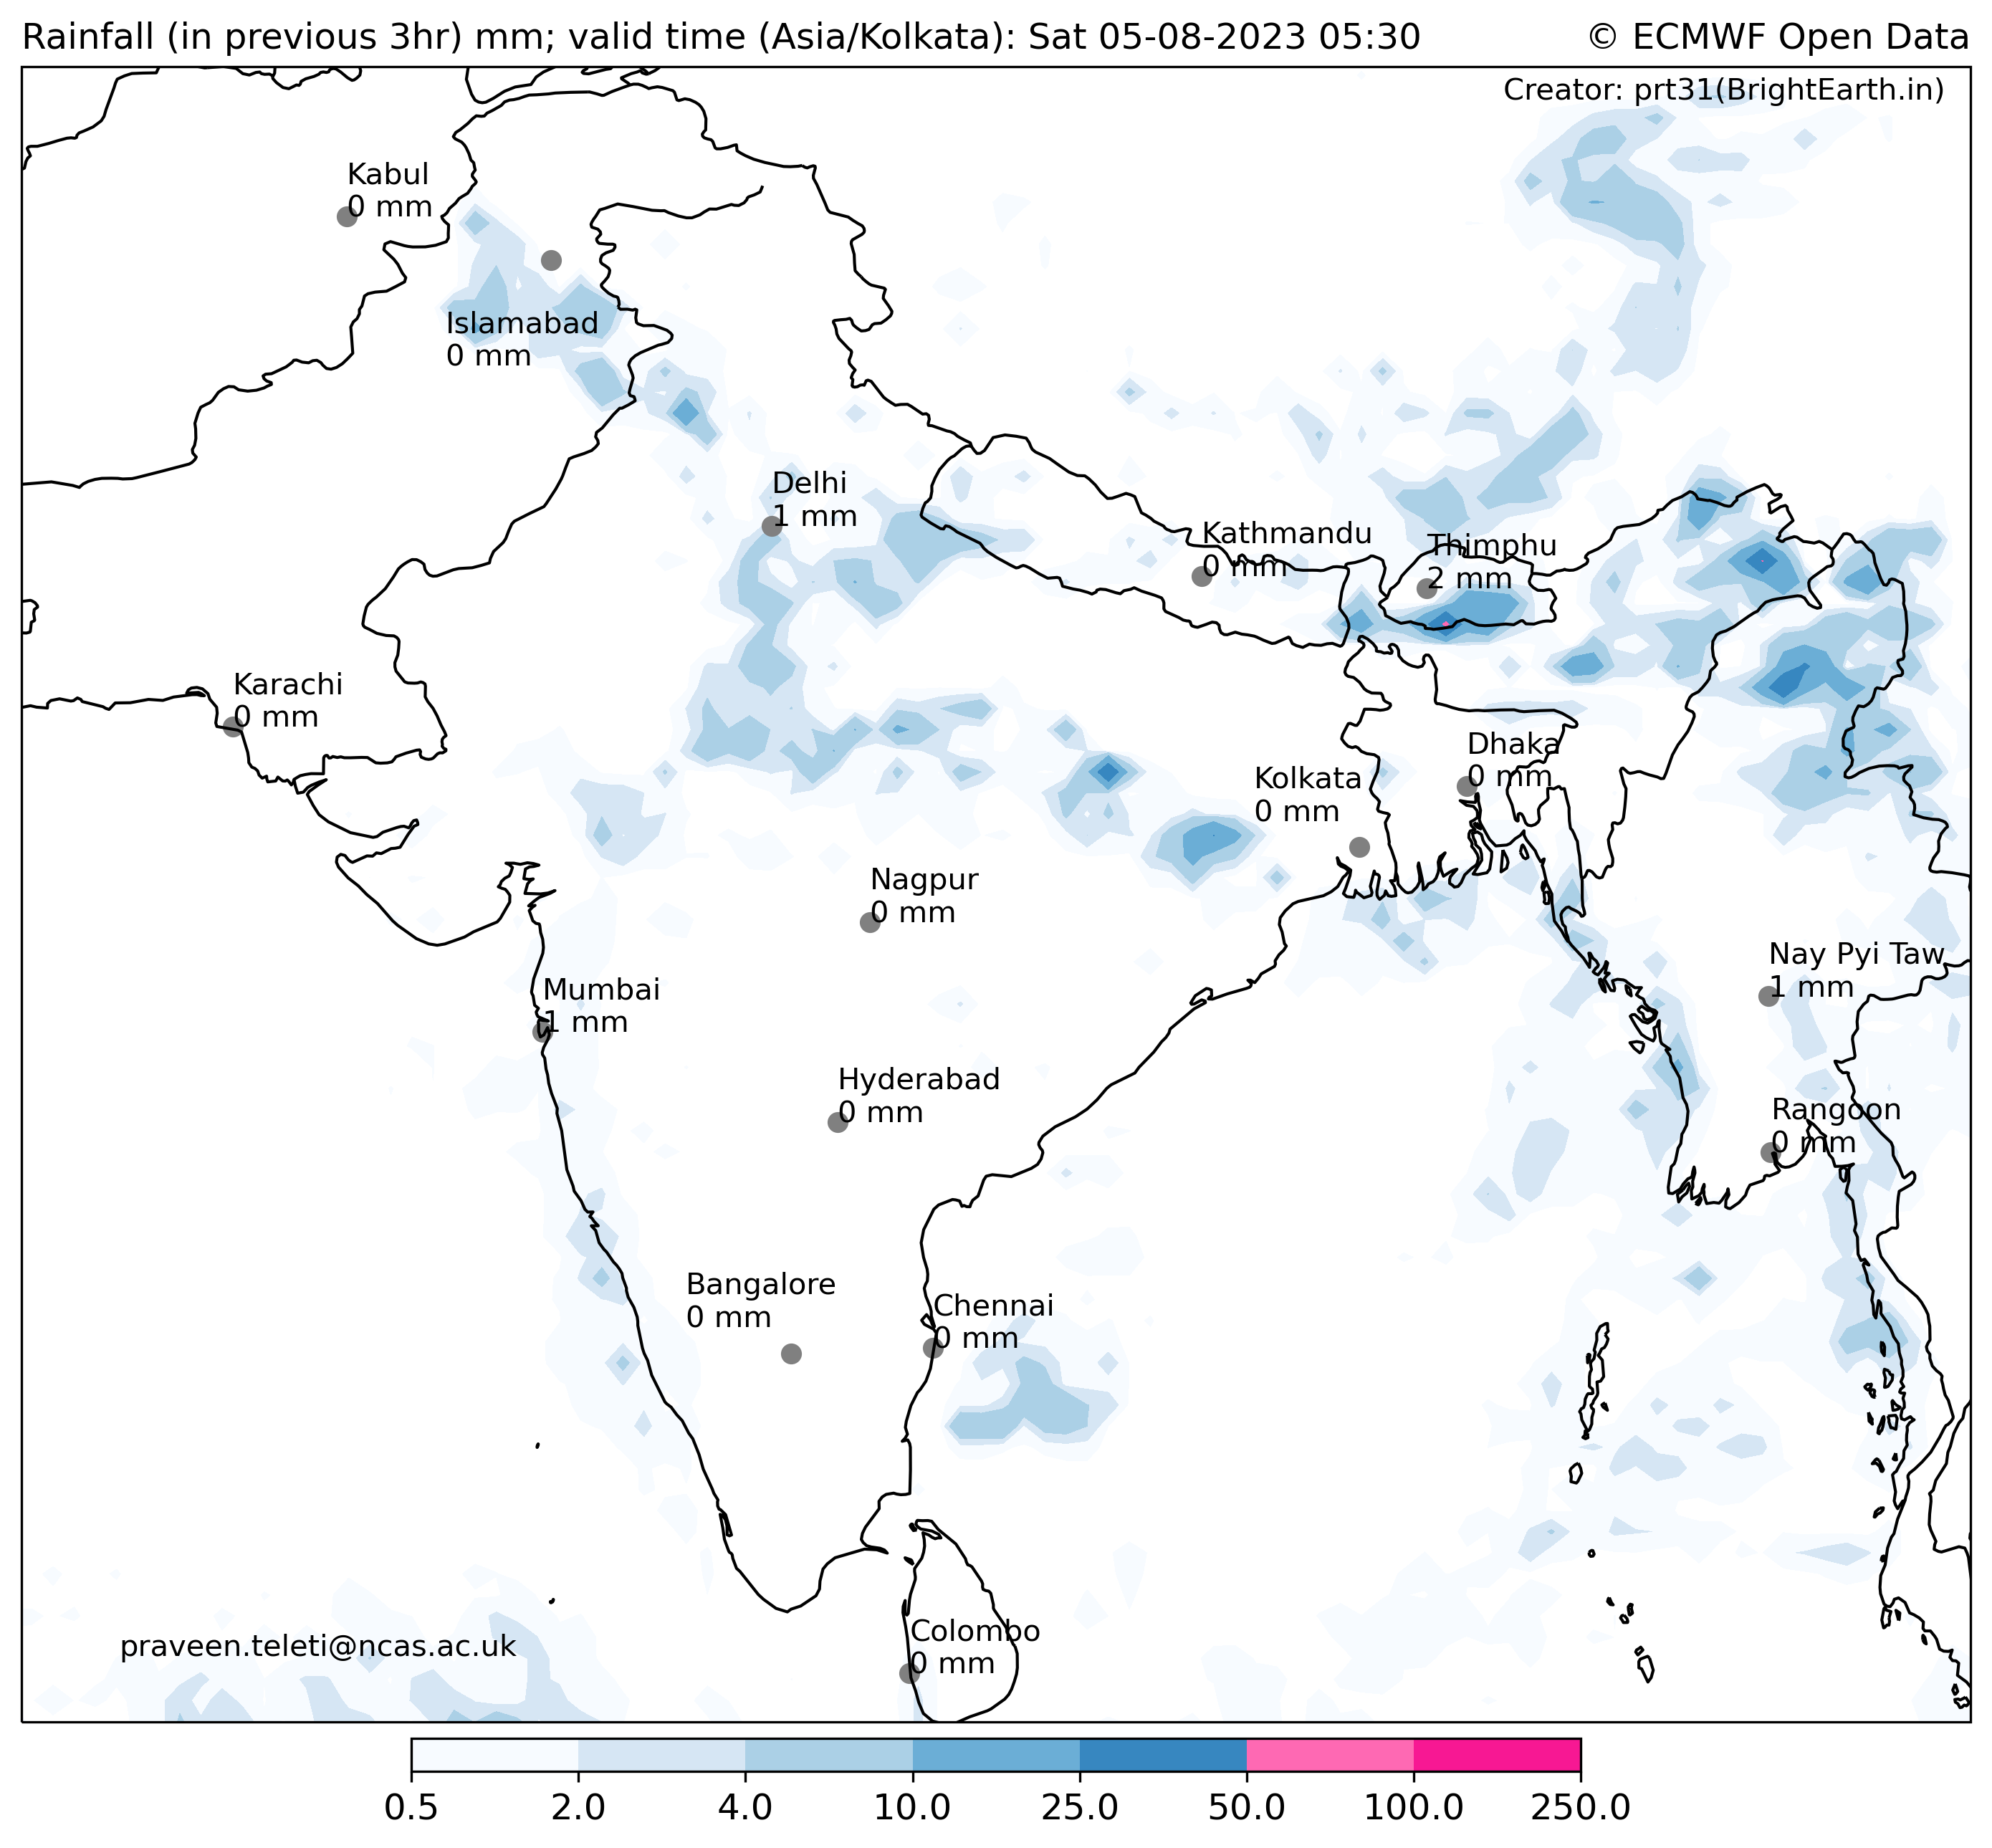 Rainfall (in previous 3hr) mm; valid time (Asia/Kolkata): Sat 05-08-2023 05:30
© ECMWF Open Data
Creator: prt31(BrightEarth.in)
Kabul
0 mm
Islamabad
0 mm
Delhi
1 mm
Kathmandu
0 mm
Thimphu
2 mm
Karachi
0 mm
Dhaka
0 mm
Kolkata
0 mm
Nagpur
0 mm
Nay Pyi Taw
1 mm
Mumbai
1 mm
Hyderabad
0 mm
Rangoon
0 mm
Bangalore
0 mm
Chennai
0 mm
Colombo
0 mm
praveen.teleti@ncas.ac.uk
0.5 2.0 4.0 10.0 25.0 50.0 100.0 250.0